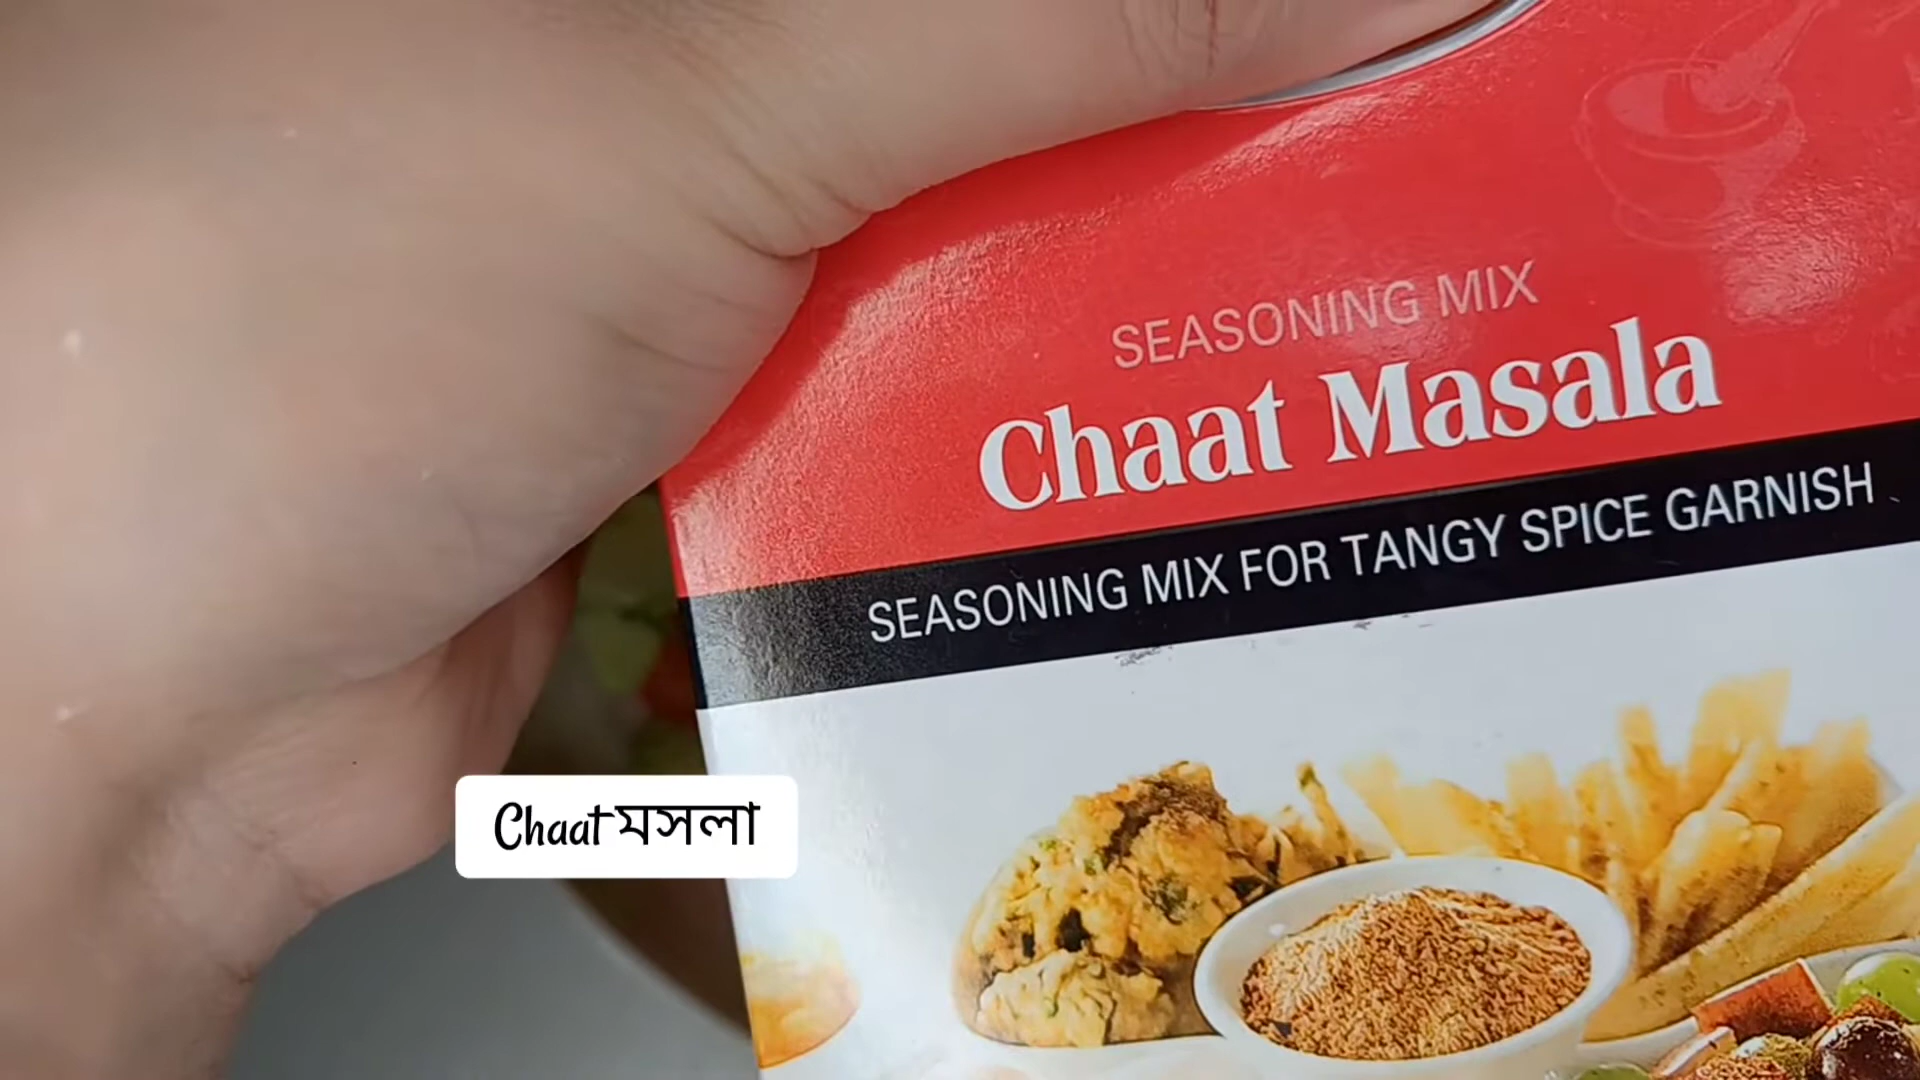 SEASONING MIX
Chaat Masala
SEASONING MIX FOR TANGY SPICE GARNISH
Chaat মসলা